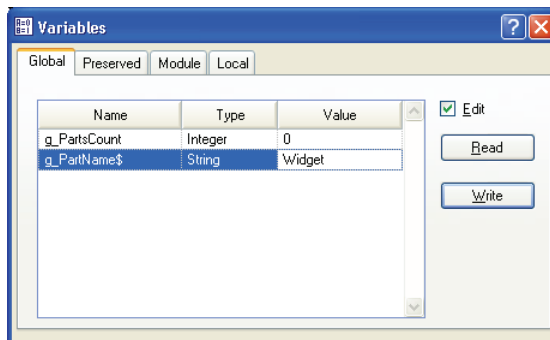 Variables
Global Preserved Module Local
Name Type Value
Edit
g_PartsCount Integer 0
Read
g_PartName$ String Widget
Write